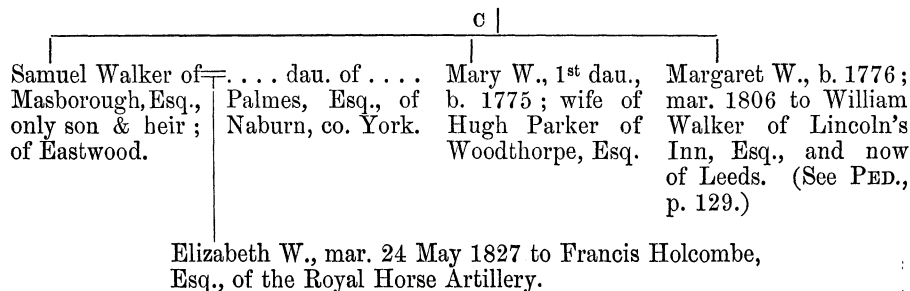 C
Samuel Walker of
Masborough, Esq.,
only son & heir ;
of Eastwood.
=. . . . dau. of . . . .
Palmes, Esq., of
Naburn, co. York.
Mary W., 1st dau.,
b. 1775 ; wife of
Hugh Parker of
Woodthorpe, Esq.
Margaret W., b. 1776 ;
mar. 1806 to William
Walker of Lincoln's
Inn, Esq., and now
of Leeds. (See PED.,
p. 129.)
Elizabeth W., mar. 24 May 1827 to Francis Holcombe,
Esq., of the Royal Horse Artillery.